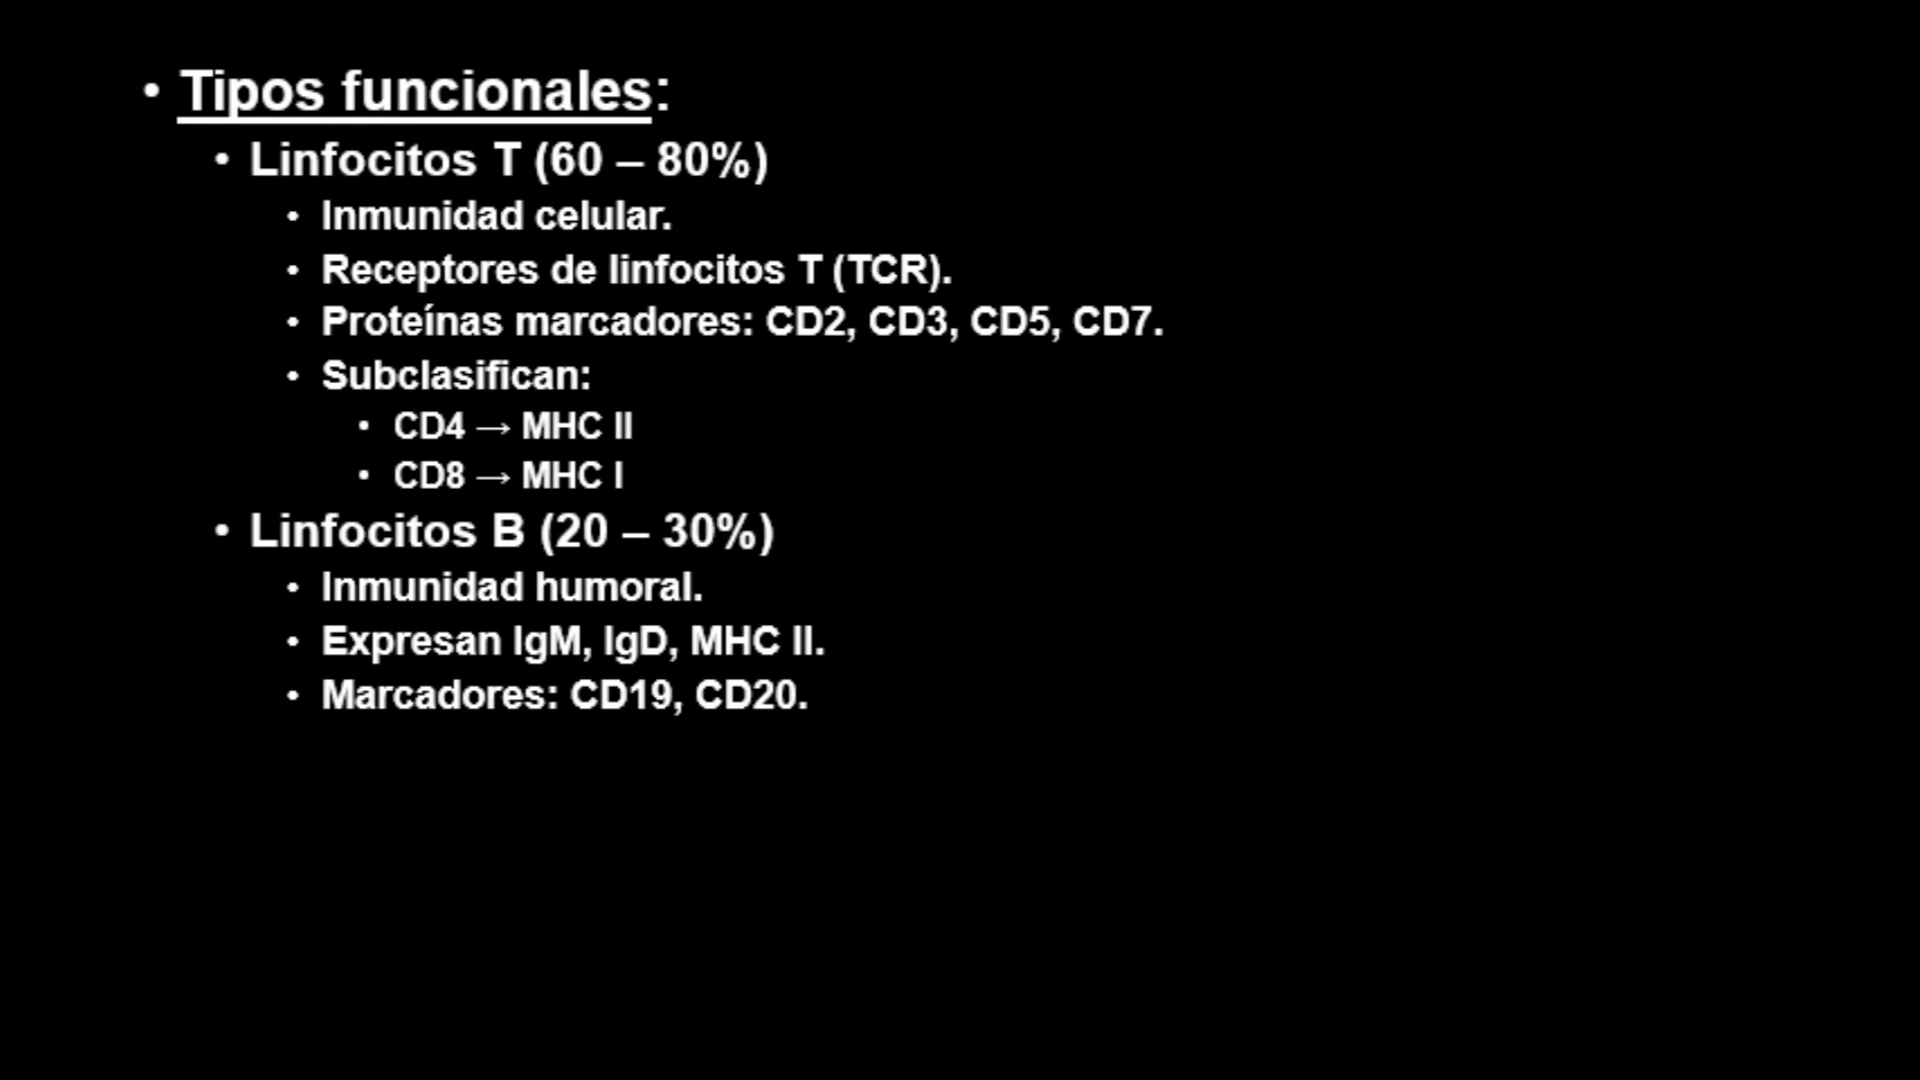 • Tipos funcionales:
• Linfocitos T (60 – 80%)
• Inmunidad celular.
• Receptores de linfocitos T (TCR).
• Proteínas marcadores: CD2, CD3, CD5, CD7.
• Subclasifican:
• CD4 → MHC II
• CD8 → MHC I
• Linfocitos B (20 – 30%)
• Inmunidad humoral.
• Expresan IgM, IgD, MHC II.
• Marcadores: CD19, CD20.